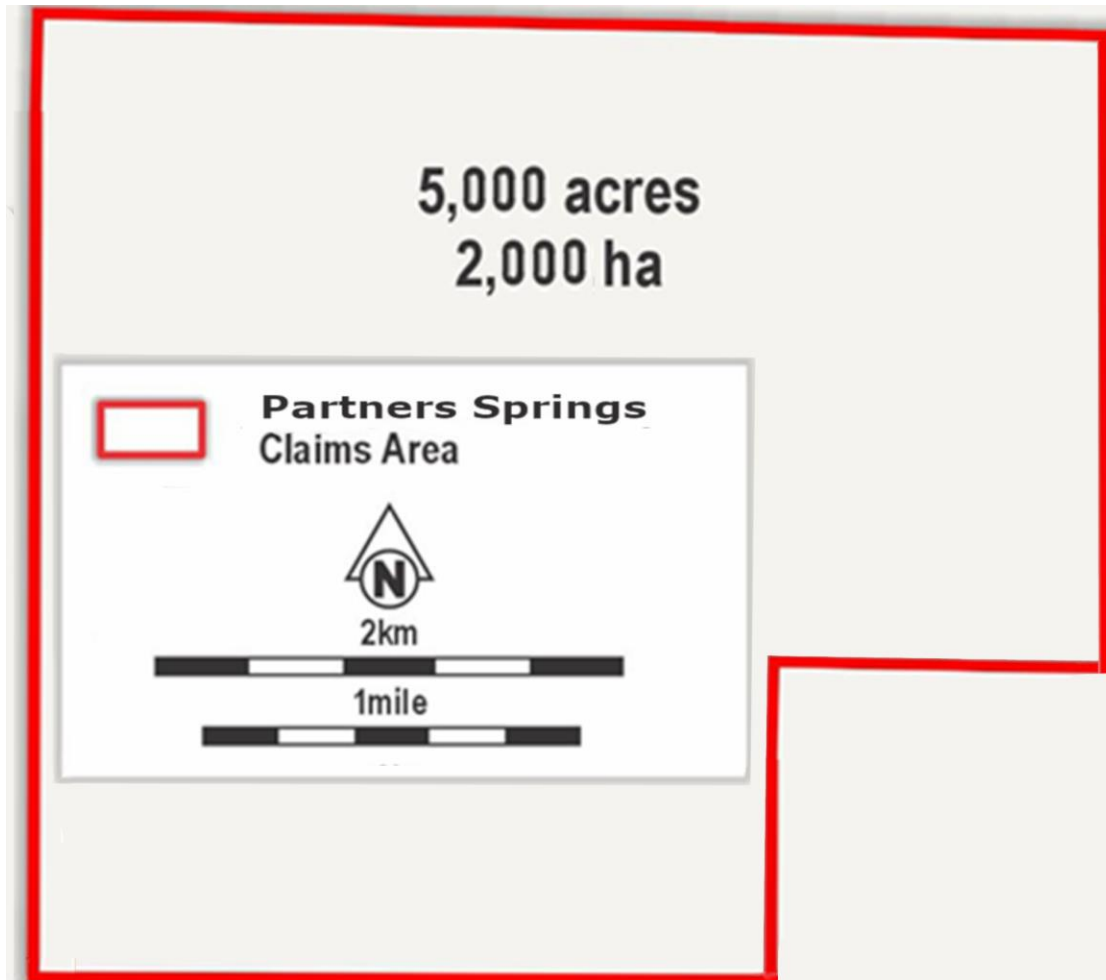 5,000 acres
2,000 ha
Partners Springs
Claims Area
N
2km
1mile